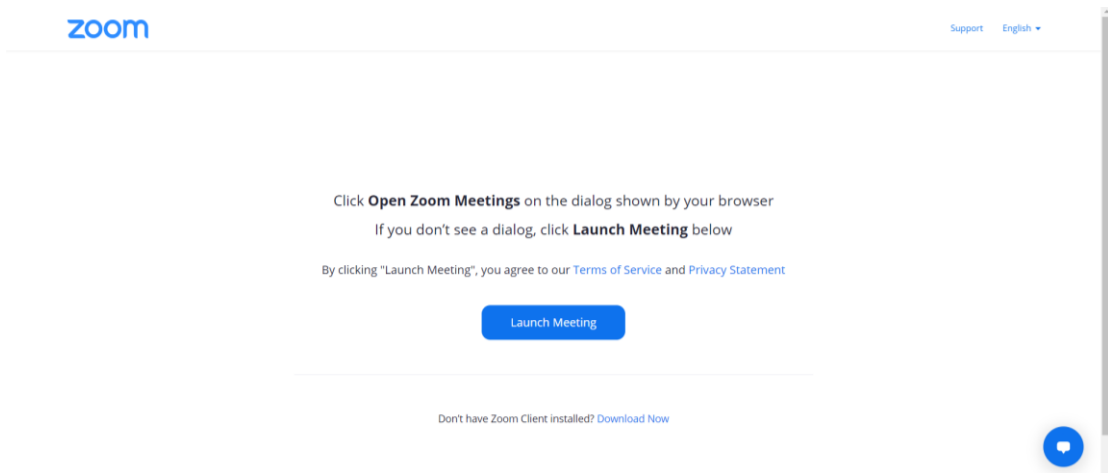 zoom
Support English
Click Open Zoom Meetings on the dialog shown by your browser
If you don't see a dialog, click Launch Meeting below
By clicking "Launch Meeting", you agree to our Terms of Service and Privacy Statement
Launch Meeting
Don't have Zoom Client installed? Download Now